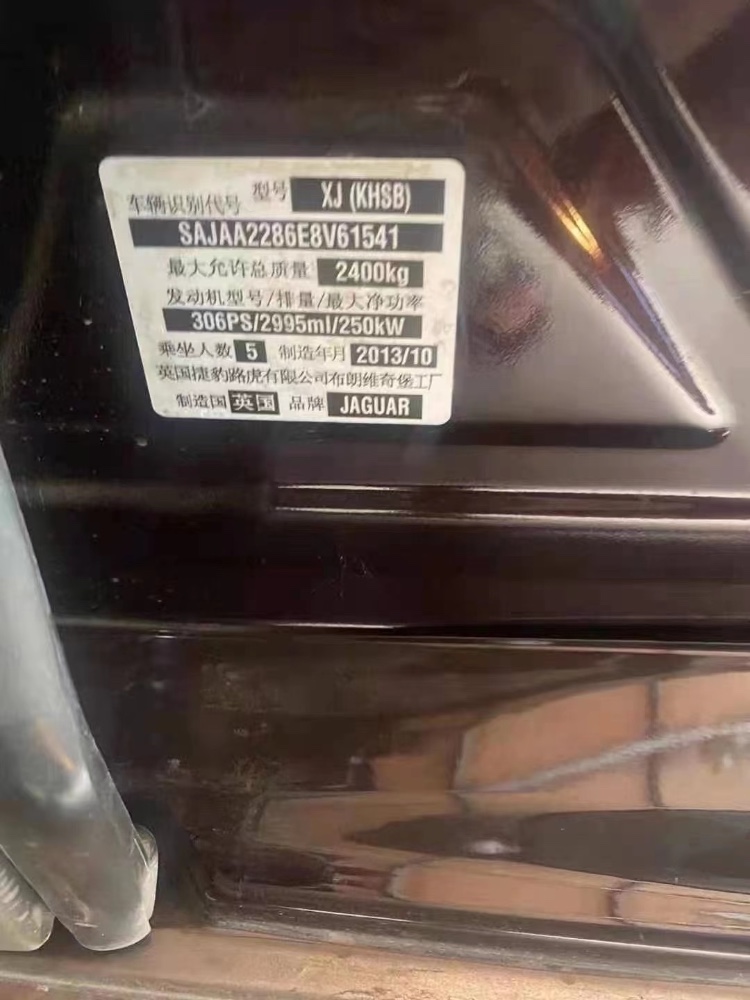 型号 XJ (KHSB)
车辆识别代号
SAJAA2286E8V61541
最大允许总质量 2400kg
发动机型号/排量/最大净功率
306PS/2995ml/250kW
乘坐人数 5 制造年月 2013/10
英国捷豹路虎有限公司布朗维奇堡工厂
制造国 英国 品牌 JAGUAR